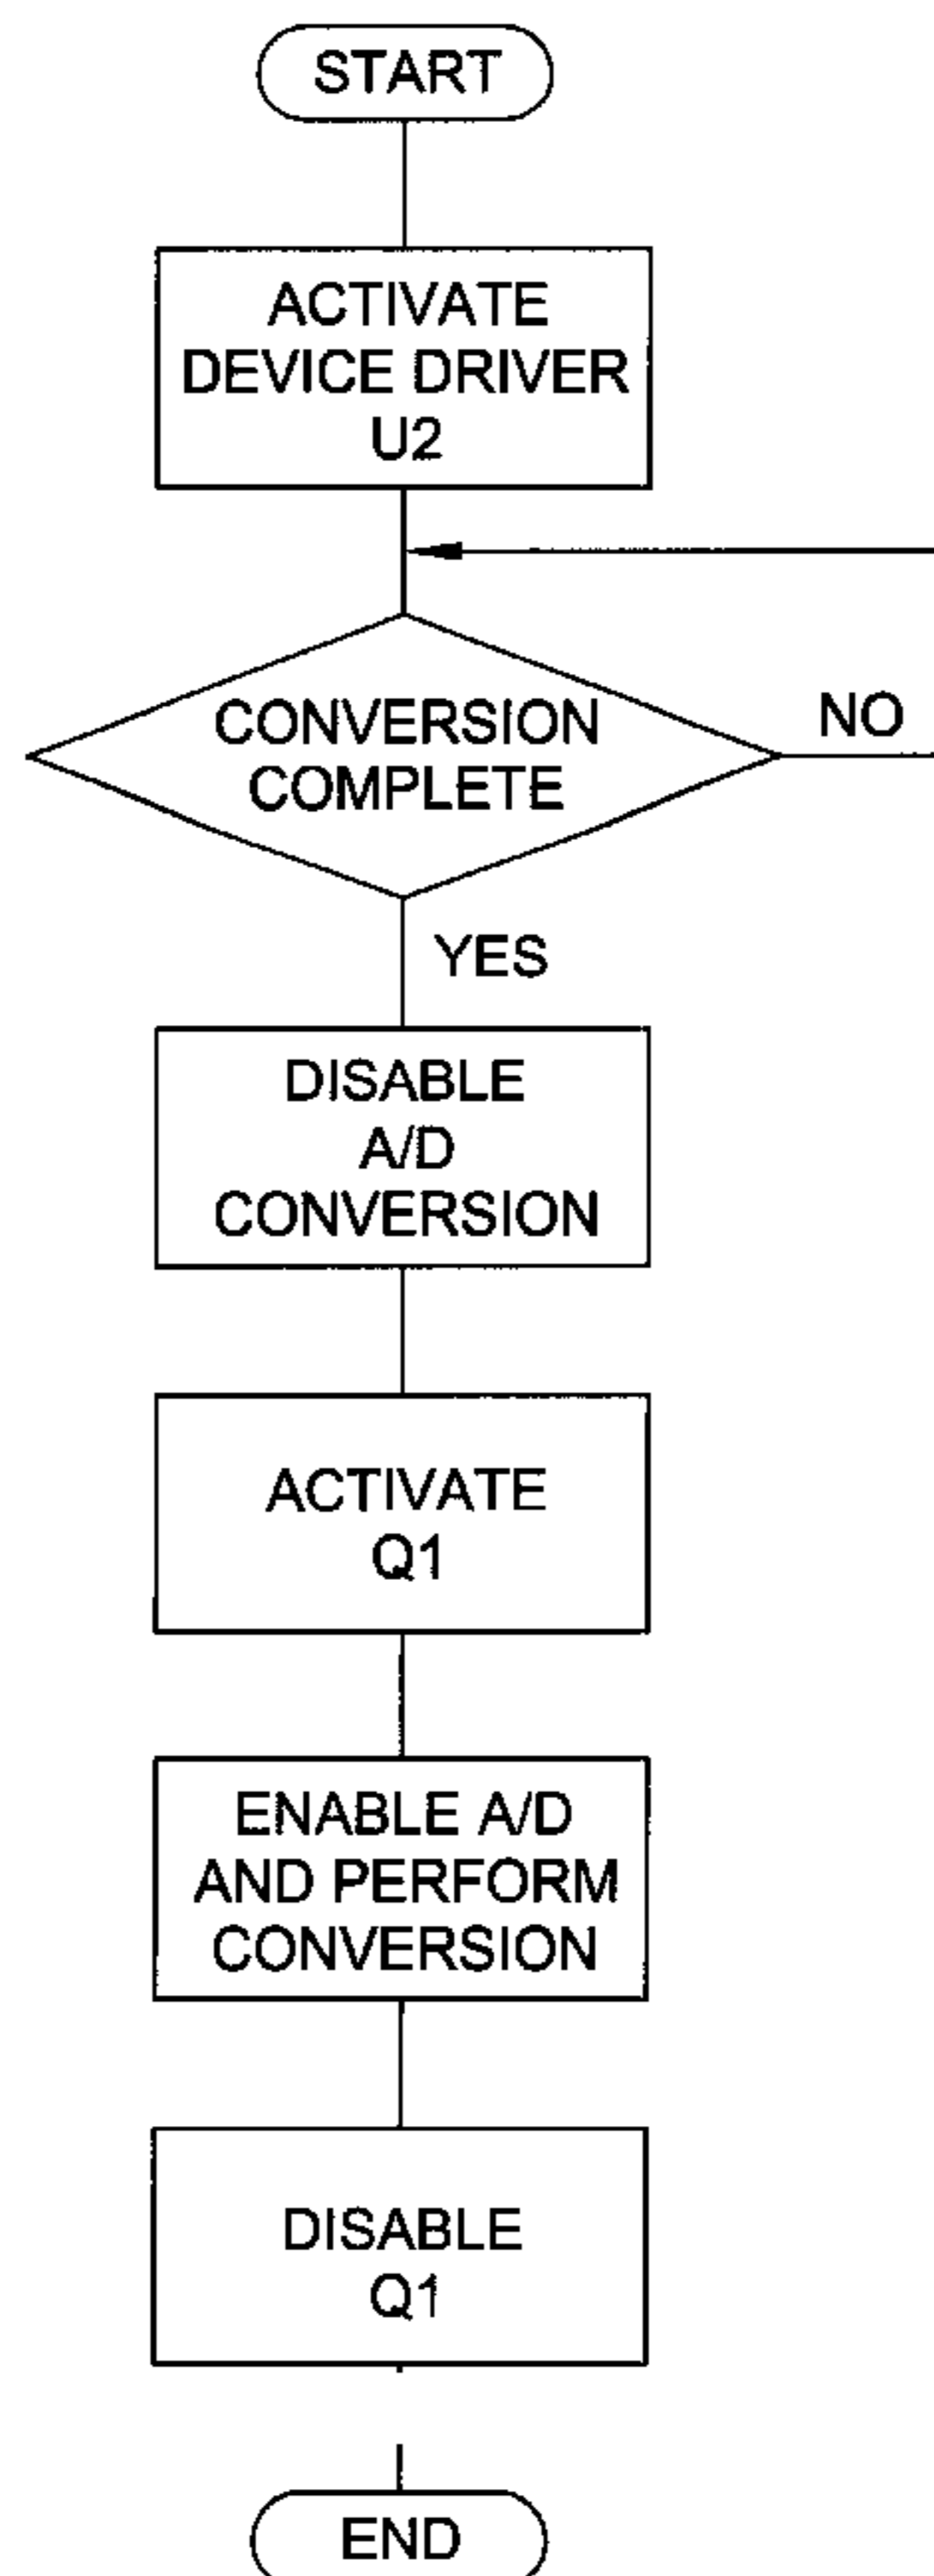 START
ACTIVATE
DEVICE DRIVER
U2
CONVERSION
COMPLETE
NO
YES
DISABLE
A/D
CONVERSION
ACTIVATE
Q1
ENABLE A/D
AND PERFORM
CONVERSION
DISABLE
Q1
END